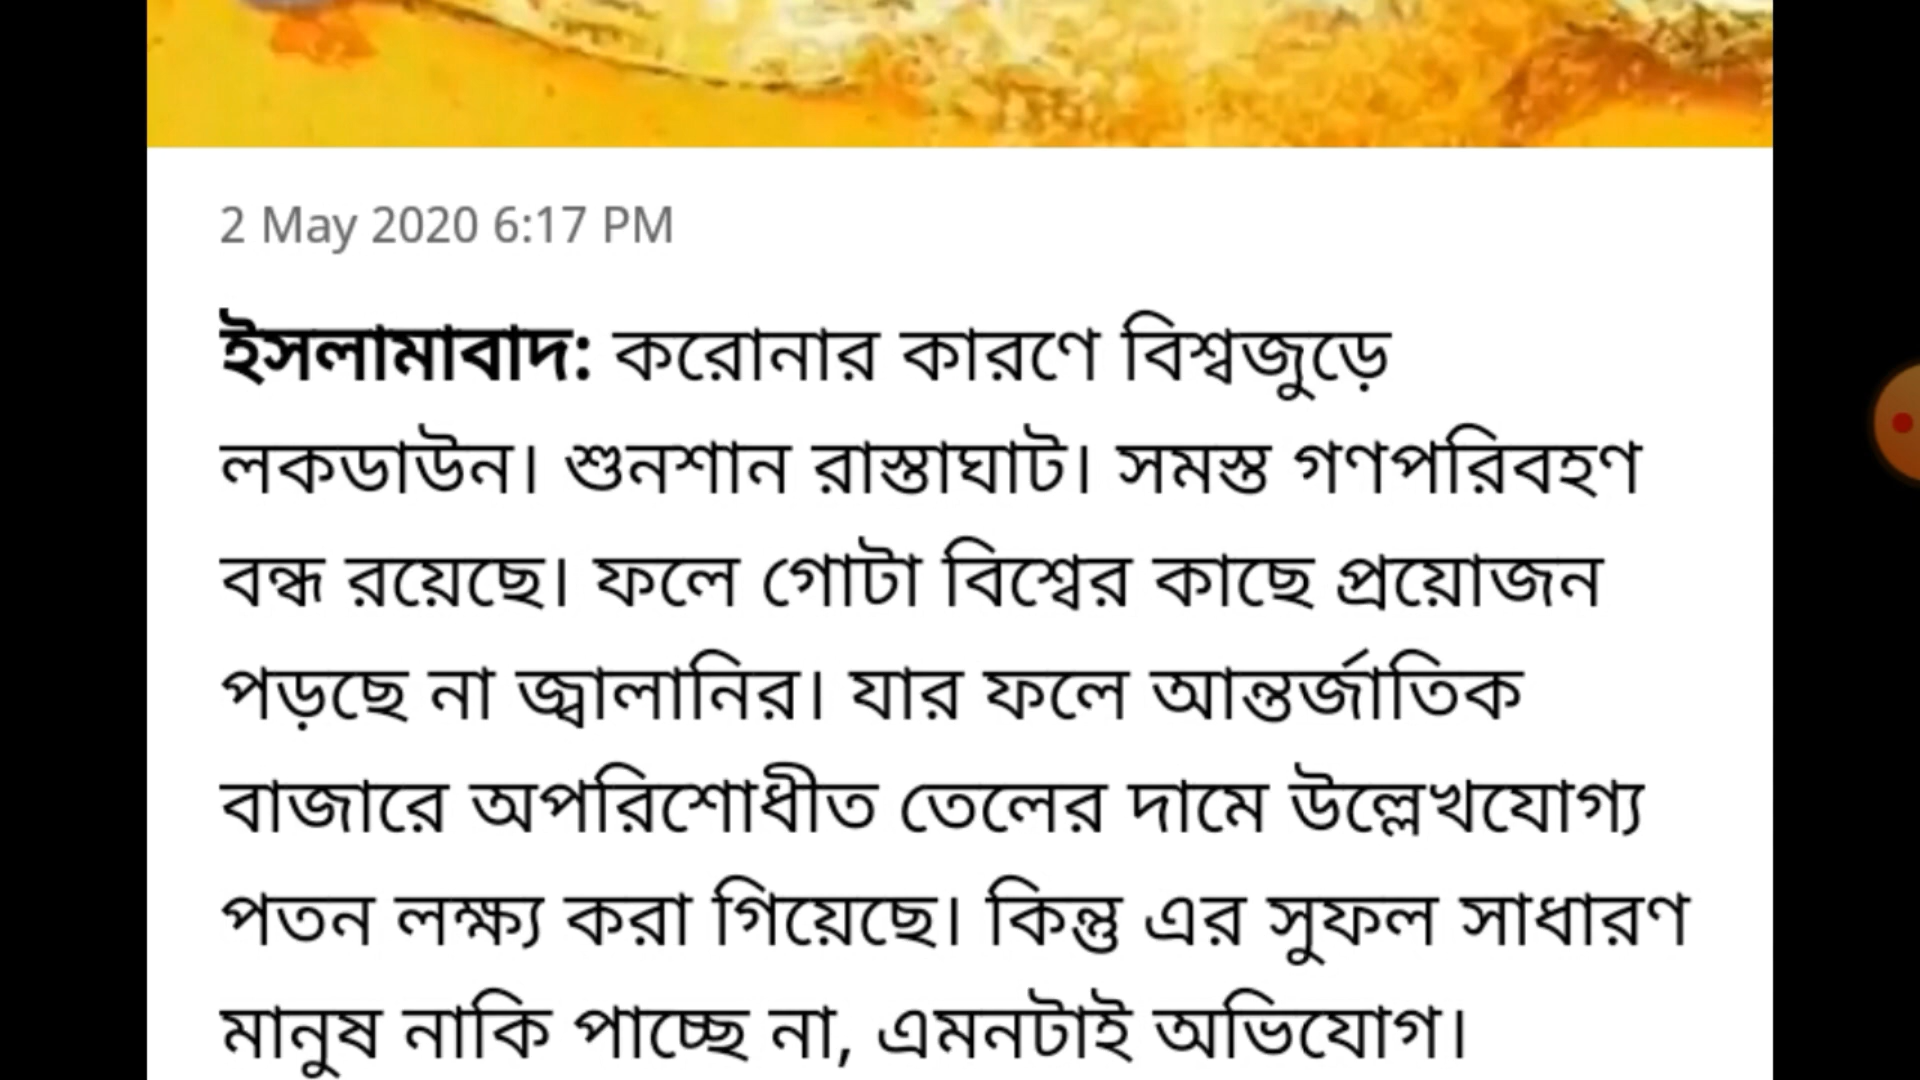 2 May 2020 6:17 PM
ইসলামাবাদ: করোনার কারণে বিশ্বজুড়ে
লকডাউন। শুনশান রাস্তাঘাট। সমস্ত গণপরিবহণ
বন্ধ রয়েছে। ফলে গোটা বিশ্বের কাছে প্রয়োজন
পড়ছে না জ্বালানির। যার ফলে আন্তর্জাতিক
বাজারে অপরিশোধীত তেলের দামে উল্লেখযোগ্য
পতন লক্ষ্য করা গিয়েছে। কিন্তু এর সুফল সাধারণ
মানুষ নাকি পাচ্ছে না, এমনটাই অভিযোগ।